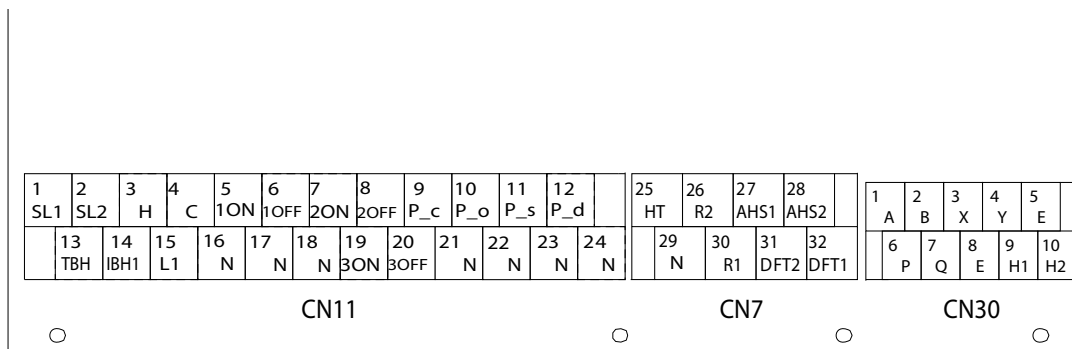 1 2 3 4 5 6 7 8 9 10 11 12
SL1 SL2 H C 1ON 1OFF 2ON 2OFF P_c P_o P_s P_d
13 14 15 16 17 18 19 20 21 22 23 24
TBH IBH1 L1 N N N 3ON 3OFF N N N N
CN11
25 26 27 28
HT R2 AHS1 AHS2
29 30 31 32
N R1 DFT2 DFT1
CN7
1 2 3 4 5
A B X Y E
6 7 8 9 10
P Q E H1 H2
CN30